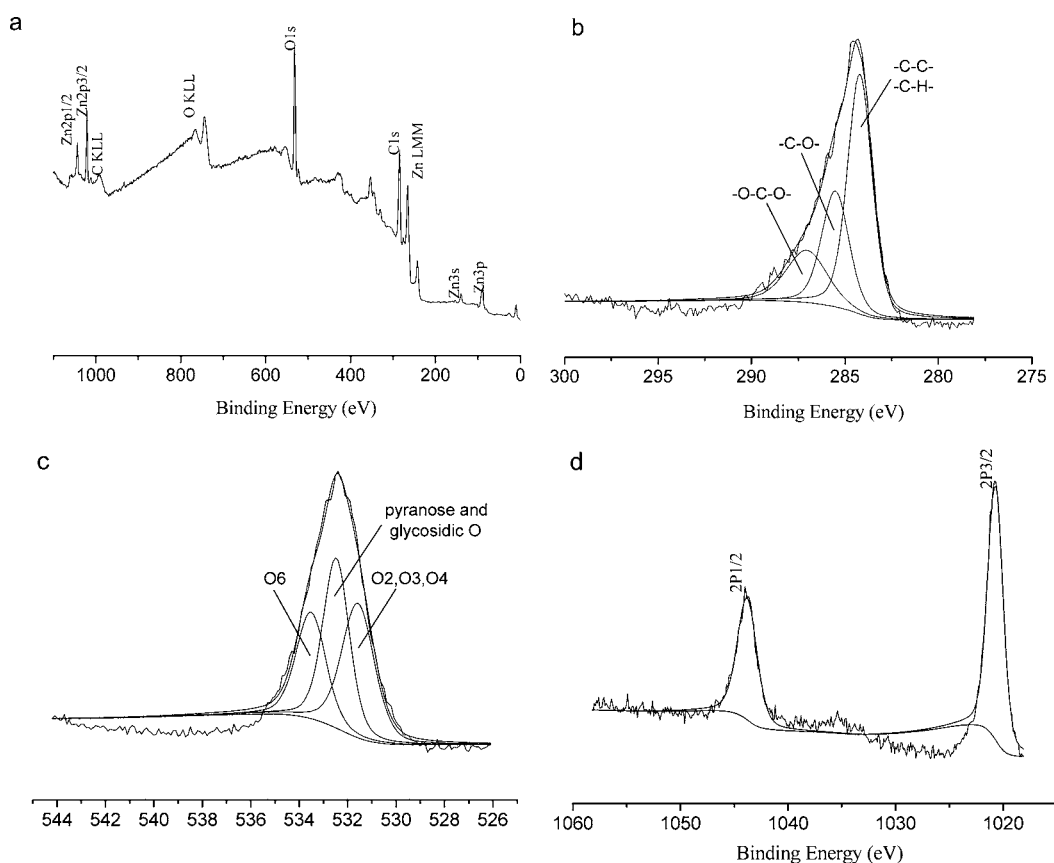 a
Zn2p1/2
Zn2p3/2
C KLL
O KLL
O1s
C1s
Zn LMM
Zn3s
Zn3p
1000 800 600 400 200 0
Binding Energy (eV)
b
-C-C-
-C-H-
-C-O-
-O-C-O-
300 295 290 285 280 275
Binding Energy (eV)
c
pyranose and
glycosidic O
O6
O2,O3,O4
544 542 540 538 536 534 532 530 528 526
d
2P1/2
2P3/2
1060 1050 1040 1030 1020
Binding Energy (eV)